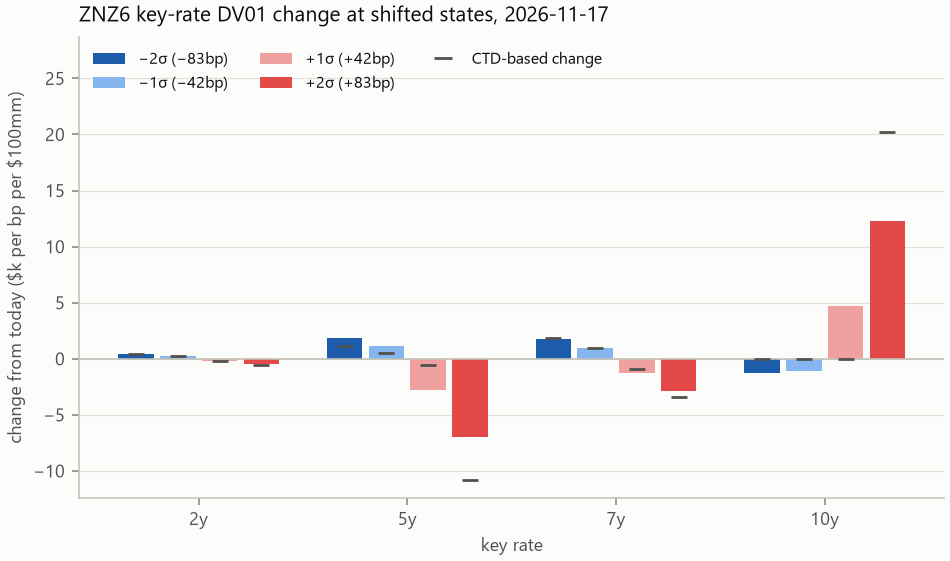 ZNZ6 key-rate DV01 change at shifted states, 2026-11-17
−2σ (−83bp)
−1σ (−42bp)
+1σ (+42bp)
+2σ (+83bp)
CTD-based change
change from today ($k per bp per $100mm)
25
20
15
10
5
0
−5
−10
2y
5y
7y
10y
key rate